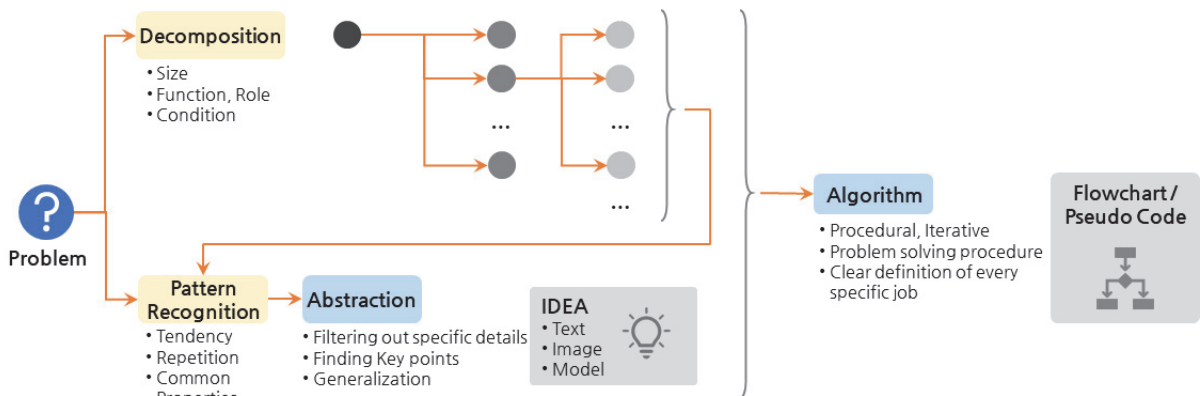 Decomposition
• Size
• Function, Role
• Condition
...
...
...
?
Problem
Pattern
Recognition
• Tendency
• Repetition
• Common
Abstraction
• Filtering out specific details
• Finding Key points
• Generalization
IDEA
• Text
• Image
• Model
Algorithm
• Procedural, Iterative
• Problem solving procedure
• Clear definition of every
specific job
Flowchart /
Pseudo Code